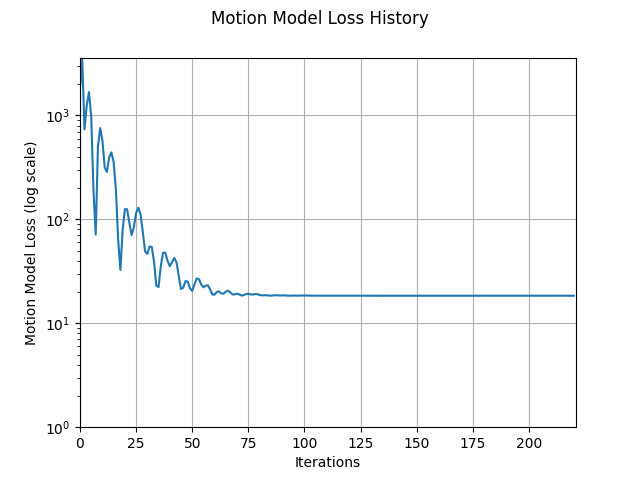 Motion Model Loss History
Motion Model Loss (log scale)
10³
10²
10¹
10⁰
0 25 50 75 100 125 150 175 200
Iterations